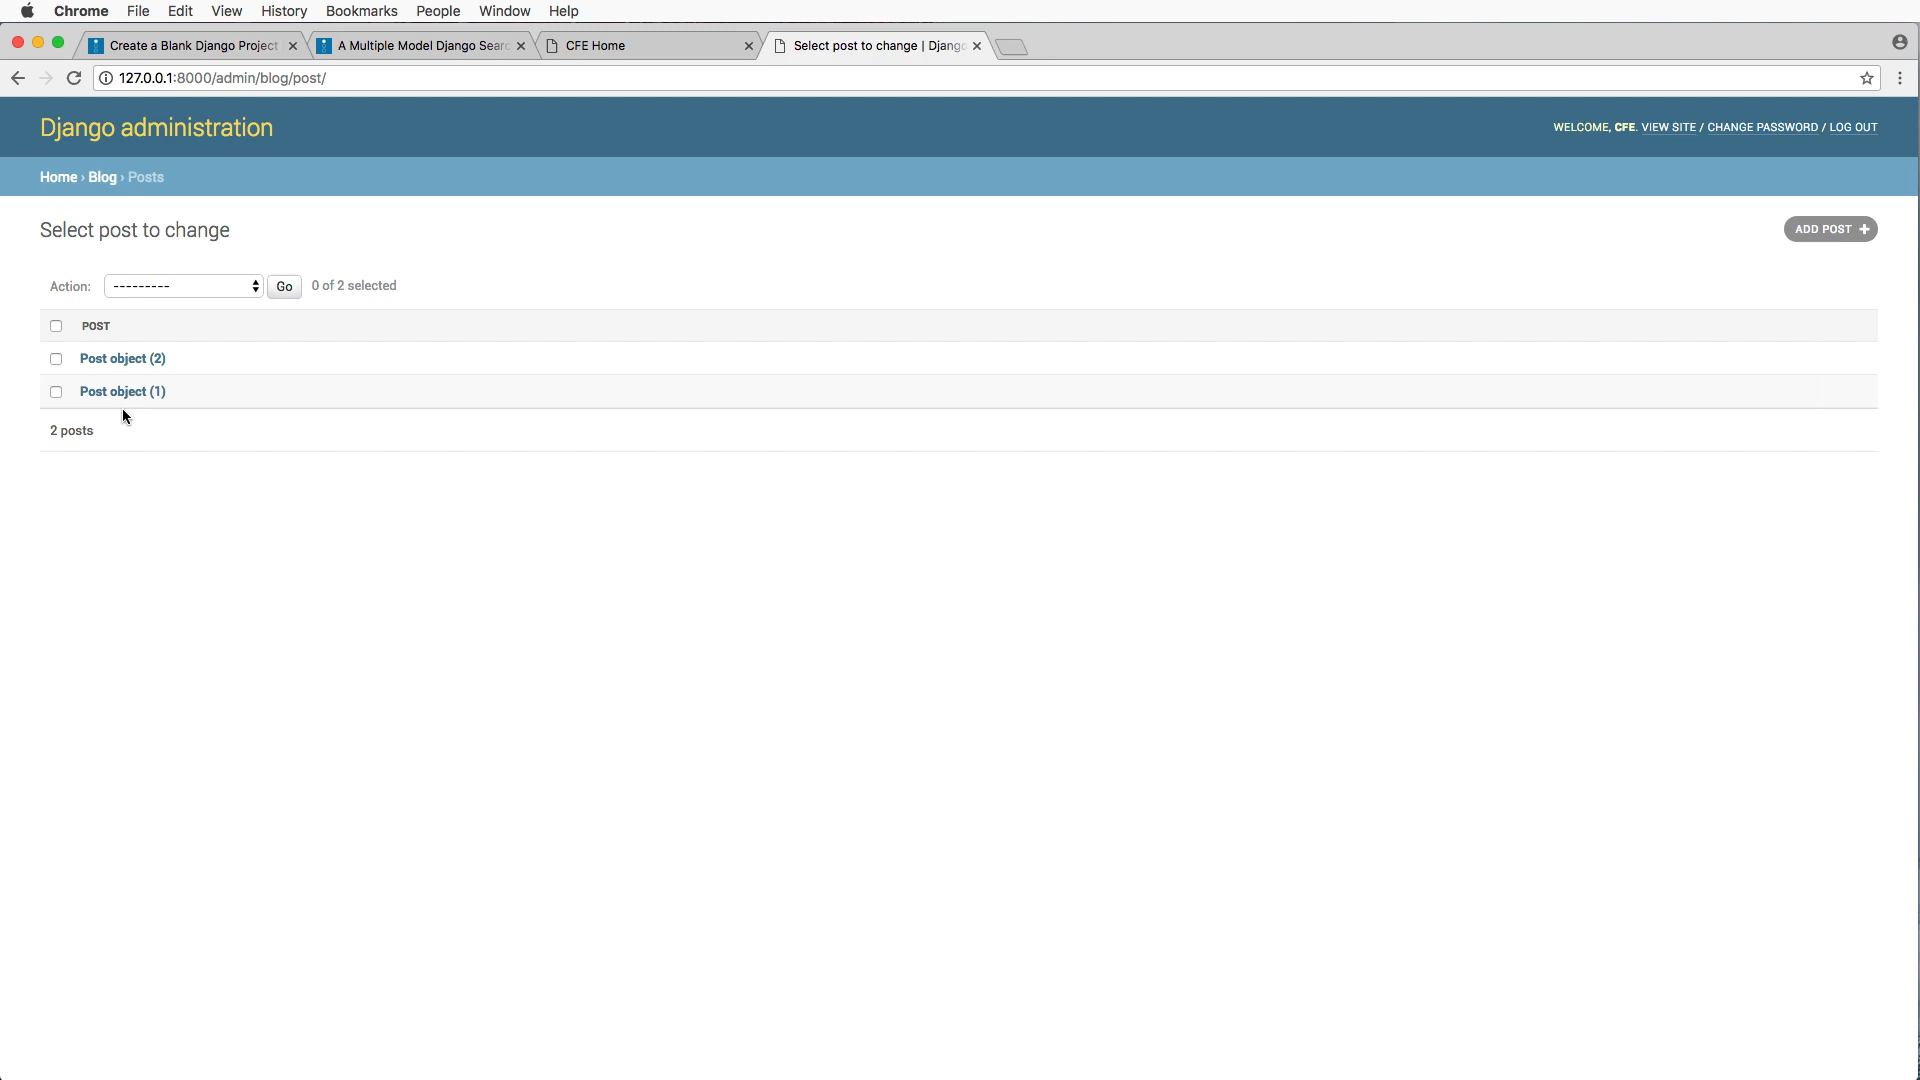 Chrome File Edit View History Bookmarks People Window Help
Create a Blank Django Project
A Multiple Model Django Searc
CFE Home
Select post to change | Django
127.0.0.1:8000/admin/blog/post/
Django administration
WELCOME, CFE. VIEW SITE / CHANGE PASSWORD / LOG OUT
Home › Blog › Posts
Select post to change
ADD POST +
Action: --------- Go 0 of 2 selected
POST
Post object (2)
Post object (1)
2 posts